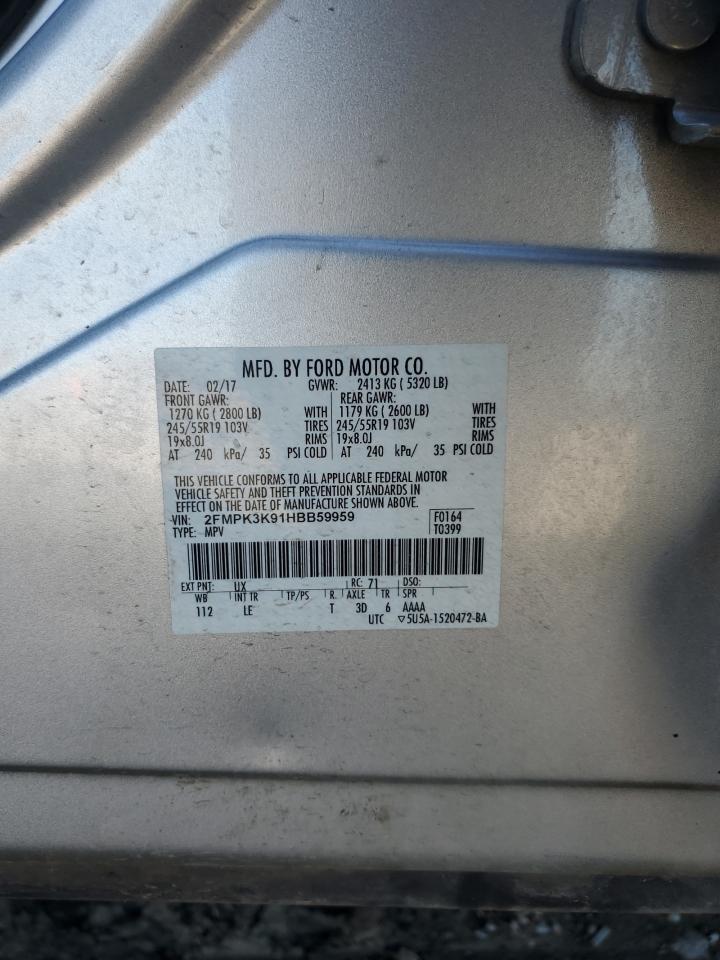 MFD. BY FORD MOTOR CO.
DATE: 02/17 GVWR: 2413 KG ( 5320 LB)
FRONT GAWR: REAR GAWR:
1270 KG ( 2800 LB) WITH 1179 KG ( 2600 LB) WITH
245/55R19 103V TIRES 245/55R19 103V TIRES
19x8.0J RIMS 19x8.0J RIMS
AT 240 kPa/ 35 PSI COLD AT 240 kPa/ 35 PSI COLD
THIS VEHICLE CONFORMS TO ALL APPLICABLE FEDERAL MOTOR
VEHICLE SAFETY AND THEFT PREVENTION STANDARDS IN
EFFECT ON THE DATE OF MANUFACTURE SHOWN ABOVE.
VIN: 2FMPK3K91HBB59959 F0164
TYPE: MPV T0399
EXT PNT: UX RC: 71 DSO:
WB INT TR TP/PS R. AXLE TR SPR
112 LE T 3D 6 AAAA
UTC ▽5U5A-1520472-BA